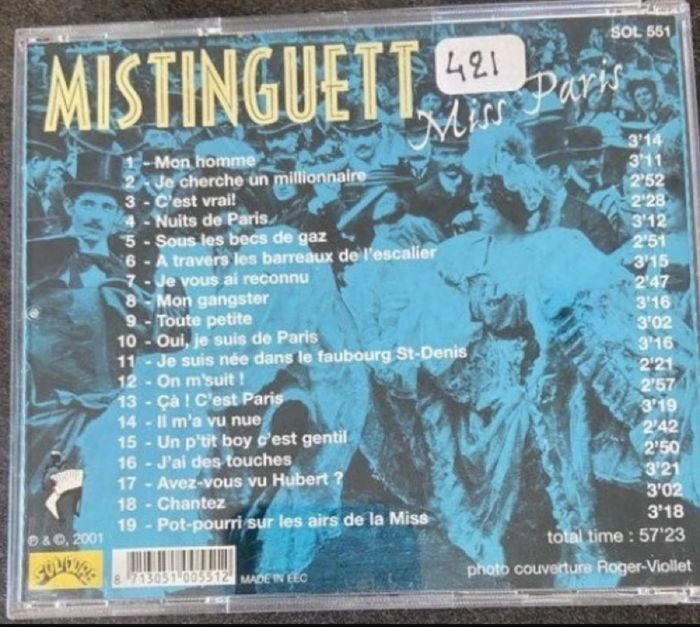 SOL 551
MISTINGUETT
421
Miss Paris
1 - Mon homme 3'14
2 - Je cherche un millionnaire 3'11
3 - C'est vrai! 2'52
4 - Nuits de Paris 2'28
5 - Sous les becs de gaz 3'12
6 - A travers les barreaux de l'escalier 2'51
7 - Je vous ai reconnu 3'15
8 - Mon gangster 2'47
9 - Toute petite 3'16
10 - Oui, je suis de Paris 3'02
11 - Je suis née dans le faubourg St-Denis 3'16
12 - On m'suit ! 2'21
13 - Çà ! C'est Paris 2'57
14 - Il m'a vu nue 3'19
15 - Un p'tit boy c'est gentil 2'42
16 - J'ai des touches 2'50
17 - Avez-vous vu Hubert ? 3'21
18 - Chantez 3'02
19 - Pot-pourri sur les airs de la Miss 3'18
total time : 57'23
℗ & ©, 2001
photo couverture Roger-Viollet
8 713051 005512
MADE IN EEC